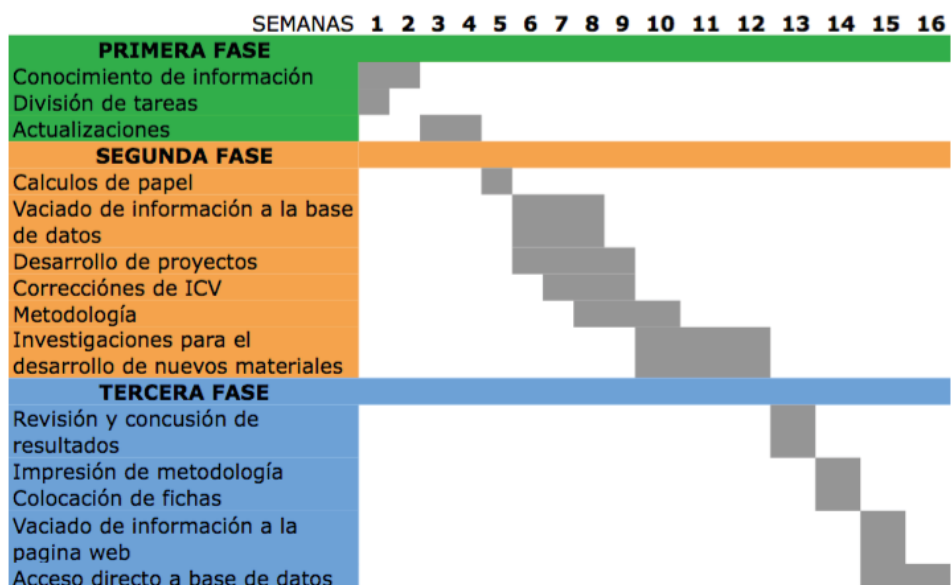 SEMANAS 1 2 3 4 5 6 7 8 9 10 11 12 13 14 15 16
PRIMERA FASE
Conocimiento de información
División de tareas
Actualizaciones
SEGUNDA FASE
Calculos de papel
Vaciado de información a la base
de datos
Desarrollo de proyectos
Correcciónes de ICV
Metodología
Investigaciones para el
desarrollo de nuevos materiales
TERCERA FASE
Revisión y concusión de
resultados
Impresión de metodología
Colocación de fichas
Vaciado de información a la
pagina web
Acceso directo a base de datos